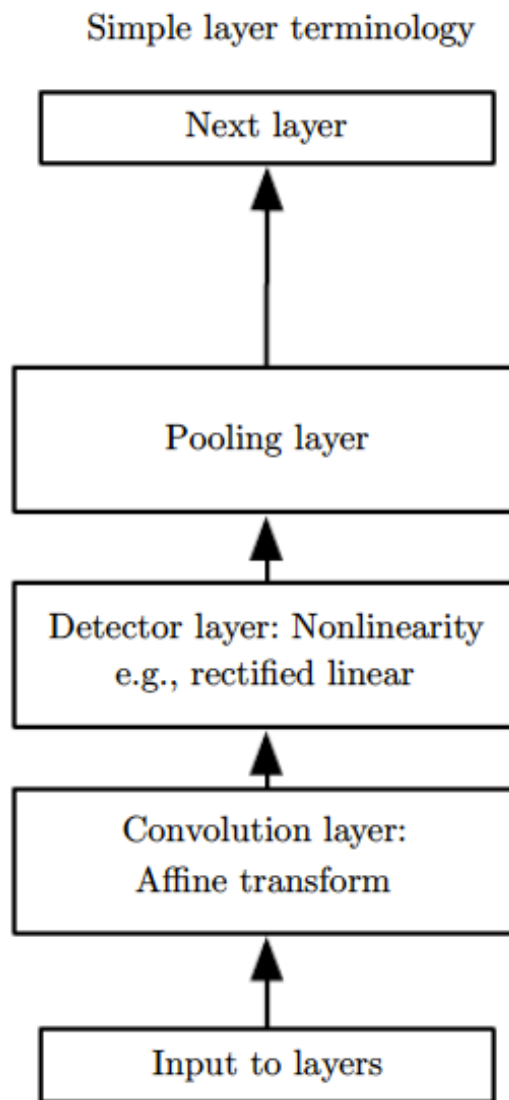 Simple layer terminology
Next layer
Pooling layer
Detector layer: Nonlinearity
e.g., rectified linear
Convolution layer:
Affine transform
Input to layers